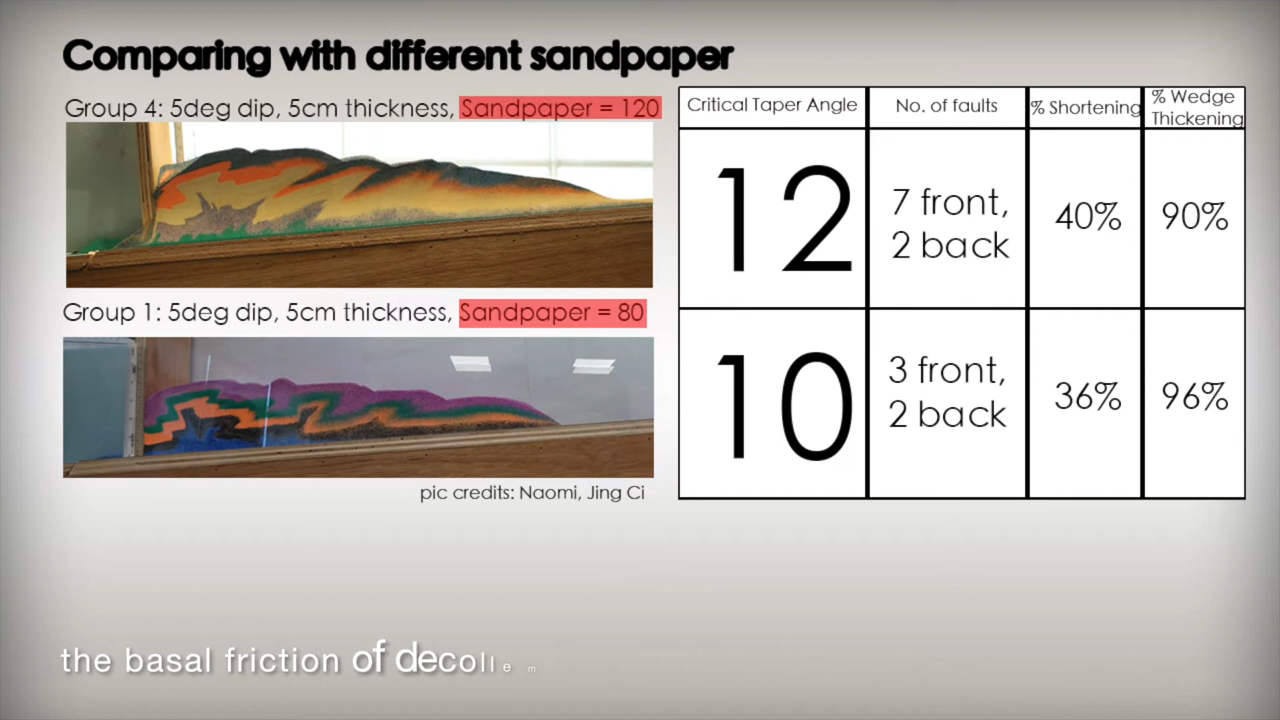 Comparing with different sandpaper
Group 4: 5deg dip, 5cm thickness, Sandpaper = 120
Group 1: 5deg dip, 5cm thickness, Sandpaper = 80
pic credits: Naomi, Jing Ci
Critical Taper Angle No. of faults % Shortening % Wedge
Thickening
12 7 front,
2 back 40% 90%
10 3 front,
2 back 36% 96%
the basal friction of decollem